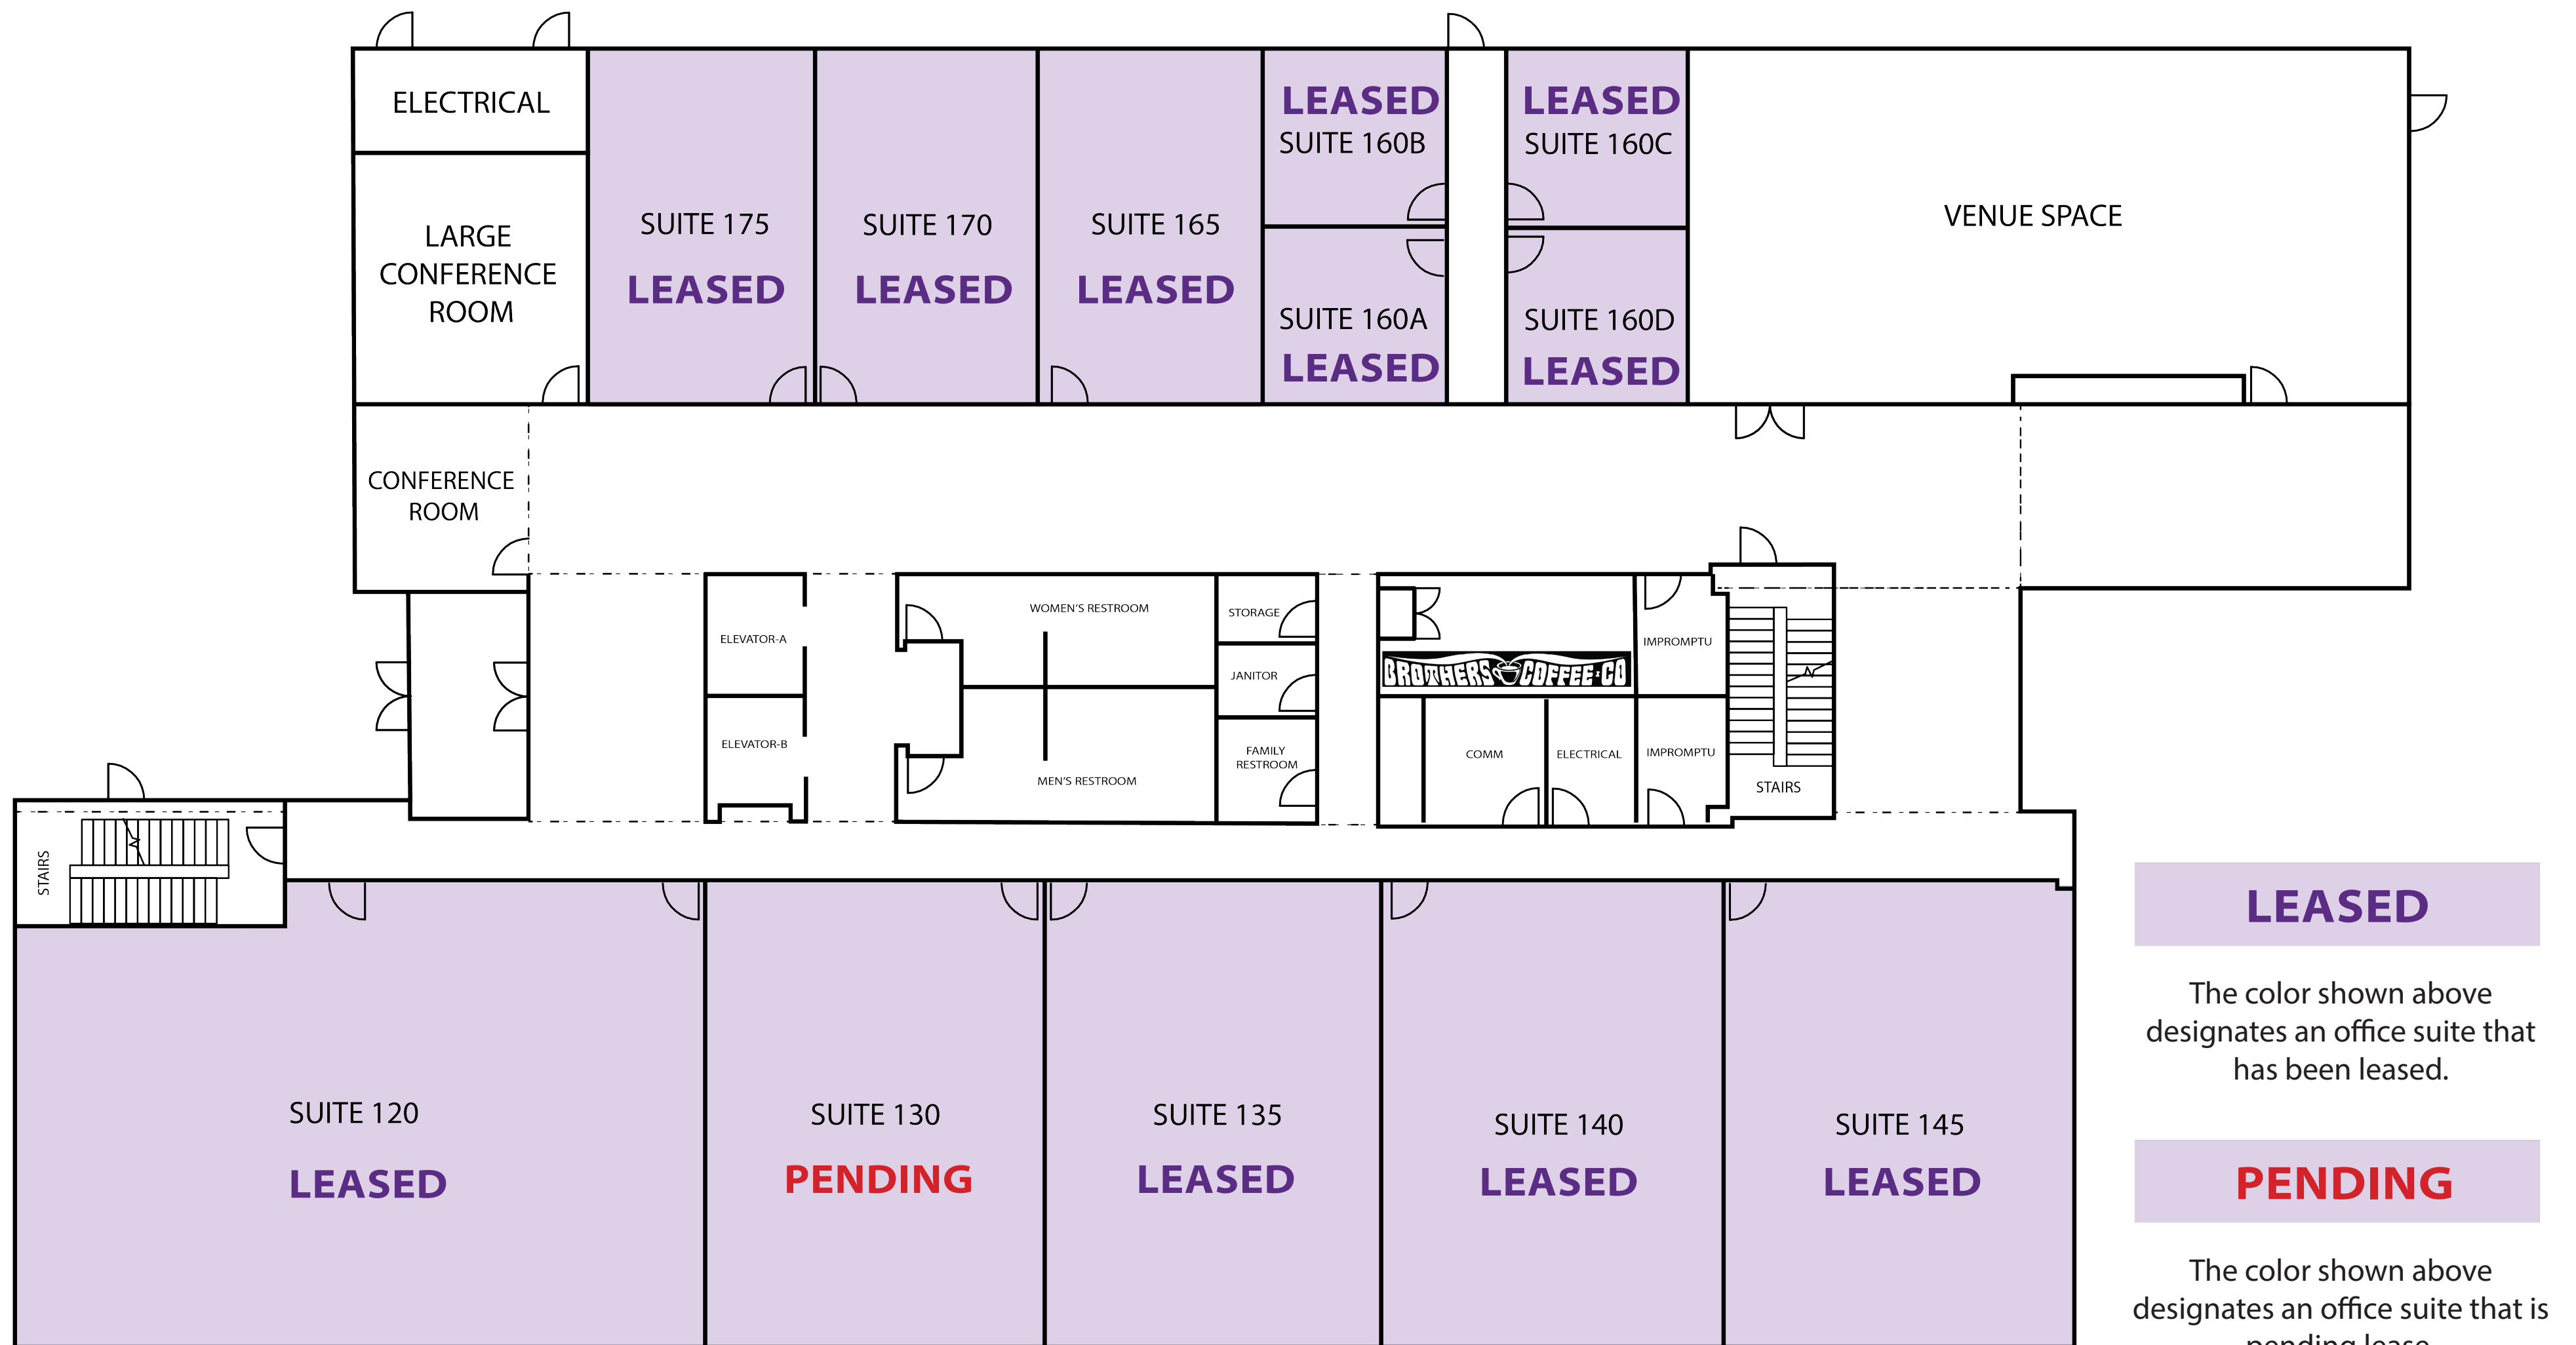 ELECTRICAL
LARGE
CONFERENCE
ROOM
SUITE 175
LEASED
SUITE 170
LEASED
SUITE 165
LEASED
LEASED
SUITE 160B
SUITE 160A
LEASED
LEASED
SUITE 160C
SUITE 160D
LEASED
VENUE SPACE
CONFERENCE
ROOM
ELEVATOR-A
ELEVATOR-B
WOMEN'S RESTROOM
MEN'S RESTROOM
STORAGE
JANITOR
FAMILY
RESTROOM
BROTHERS COFFEE·CO
COMM
ELECTRICAL
IMPROMPTU
IMPROMPTU
STAIRS
STAIRS
SUITE 120
LEASED
SUITE 130
PENDING
SUITE 135
LEASED
SUITE 140
LEASED
SUITE 145
LEASED
LEASED
The color shown above
designates an office suite that
has been leased.
PENDING
The color shown above
designates an office suite that is
pending lease